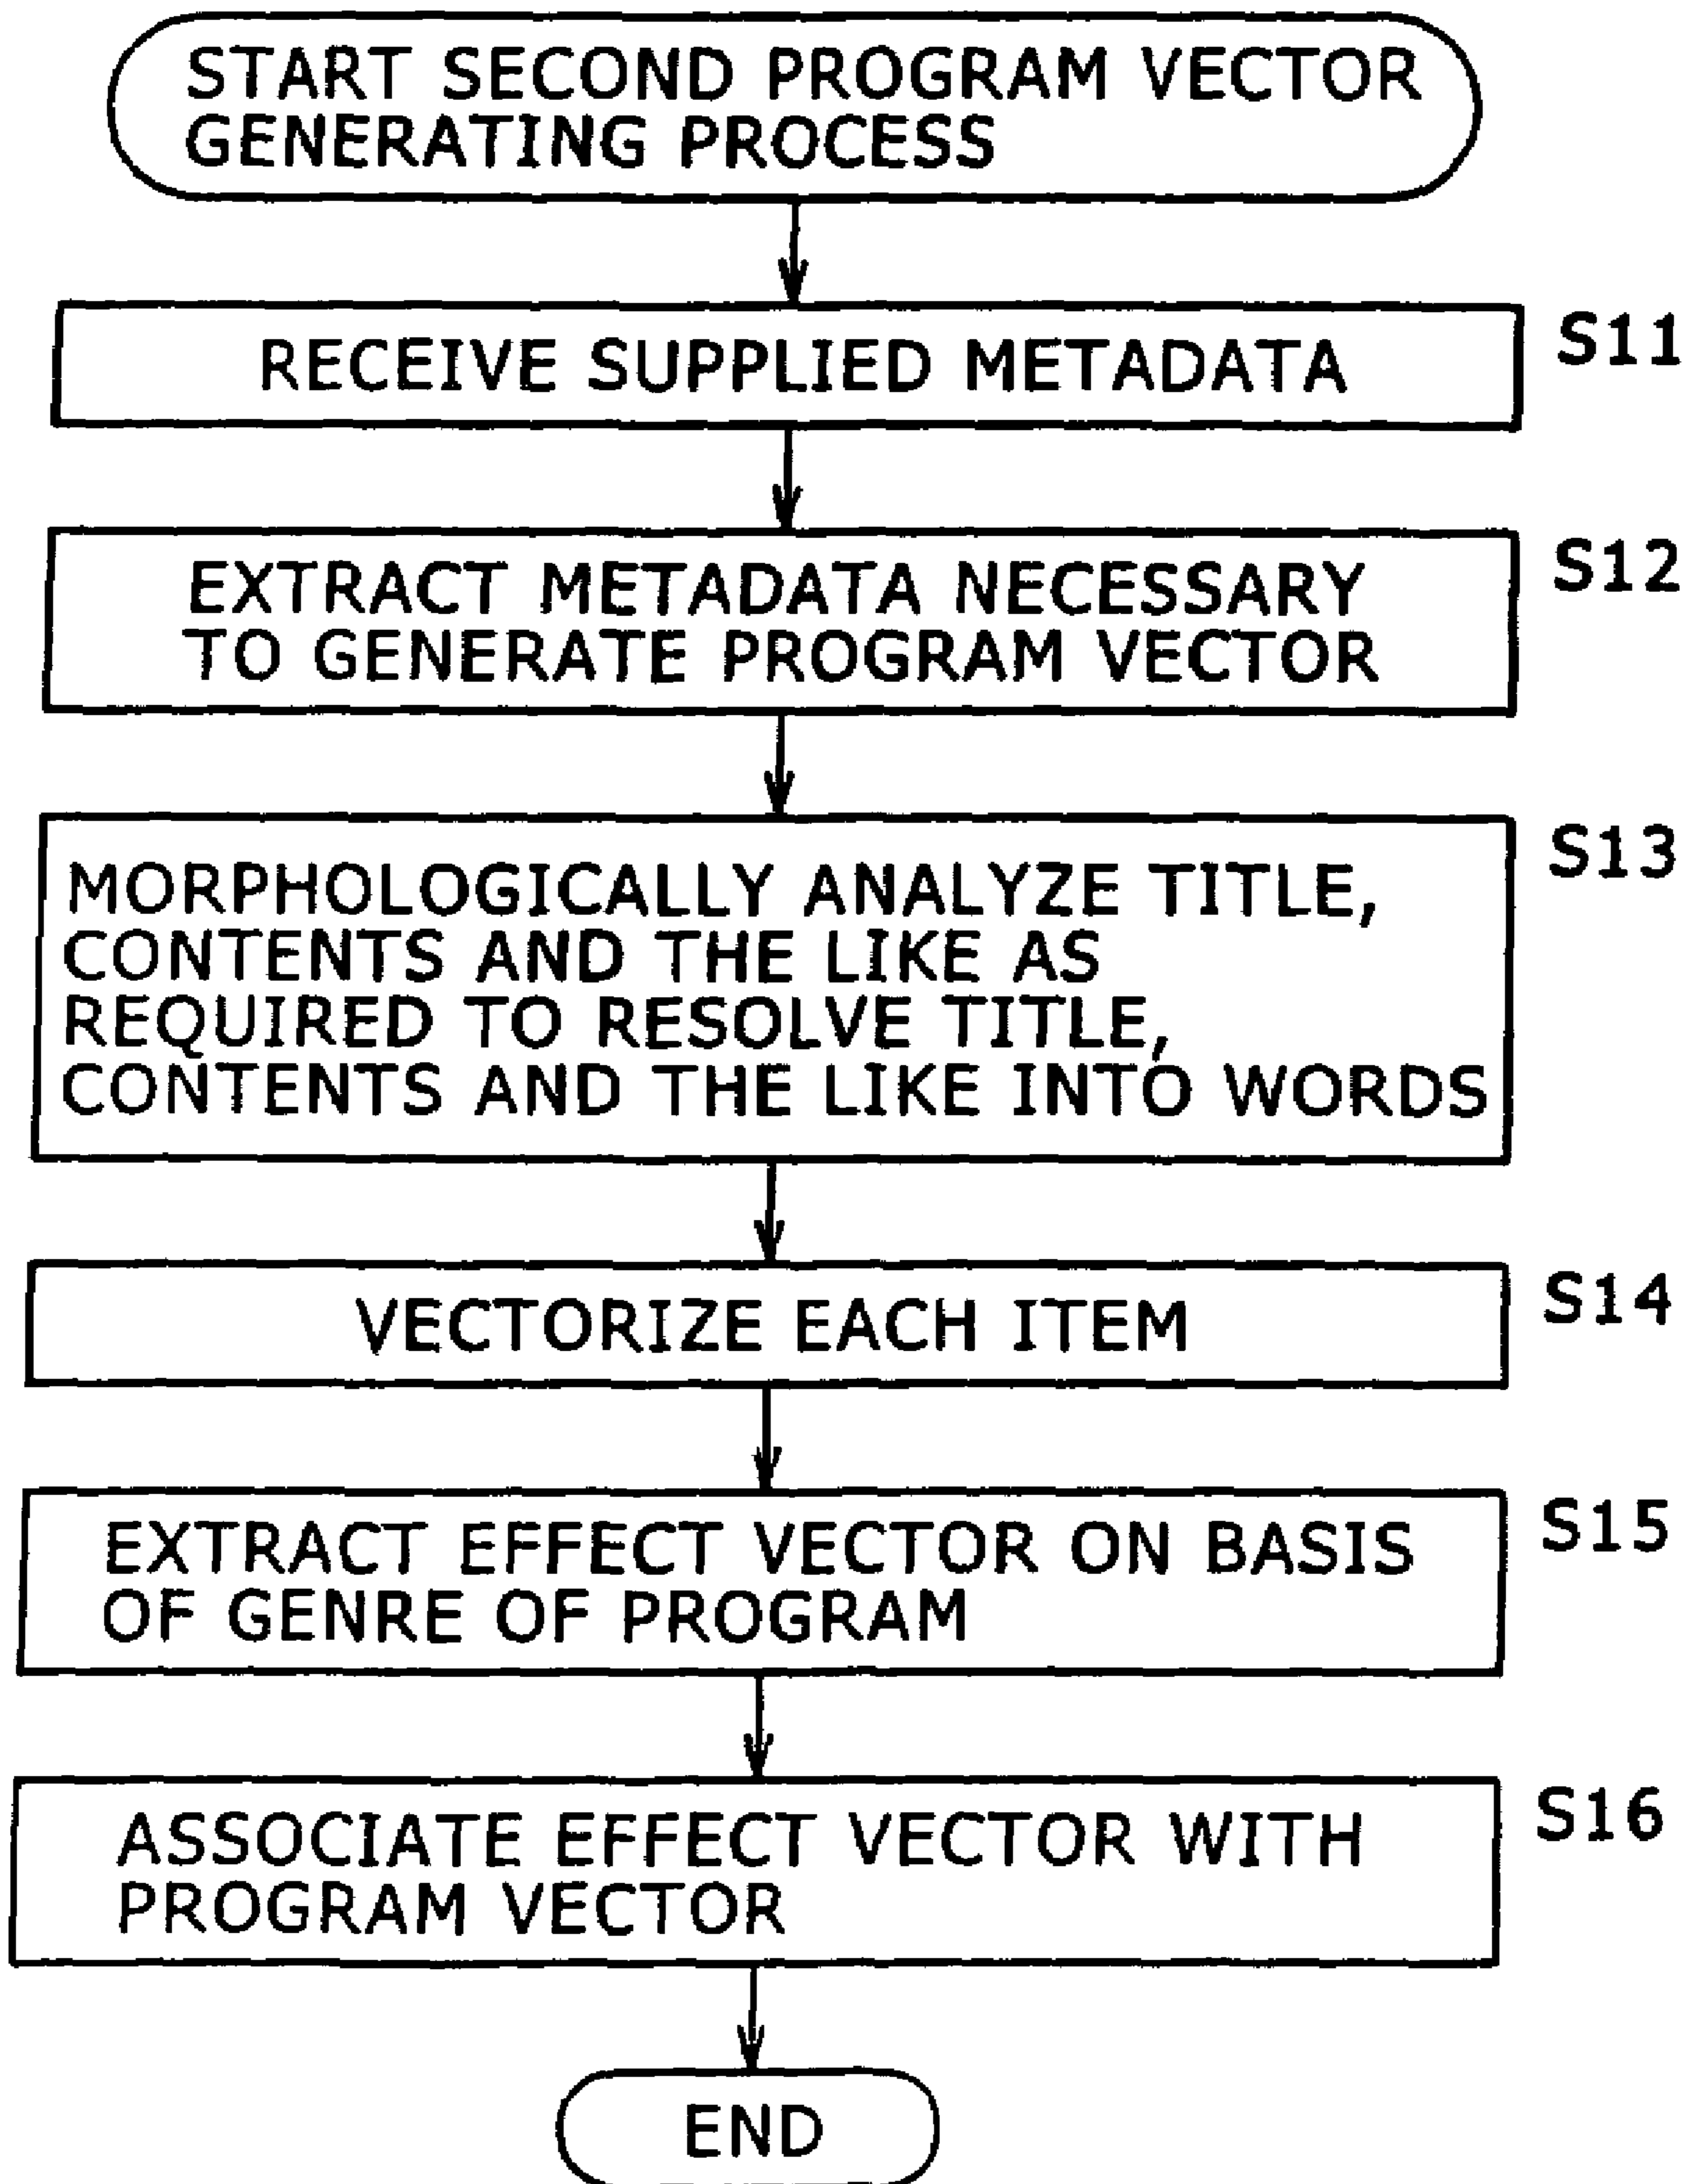 START SECOND PROGRAM VECTOR
GENERATING PROCESS
RECEIVE SUPPLIED METADATA
S11
EXTRACT METADATA NECESSARY
TO GENERATE PROGRAM VECTOR
S12
MORPHOLOGICALLY ANALYZE TITLE,
CONTENTS AND THE LIKE AS
REQUIRED TO RESOLVE TITLE,
CONTENTS AND THE LIKE INTO WORDS
S13
VECTORIZE EACH ITEM
S14
EXTRACT EFFECT VECTOR ON BASIS
OF GENRE OF PROGRAM
S15
ASSOCIATE EFFECT VECTOR WITH
PROGRAM VECTOR
S16
END